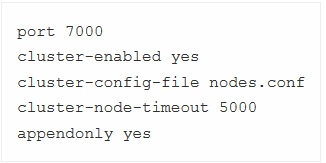 port 7000
cluster-enabled yes
cluster-config-file nodes.conf
cluster-node-timeout 5000
appendonly yes